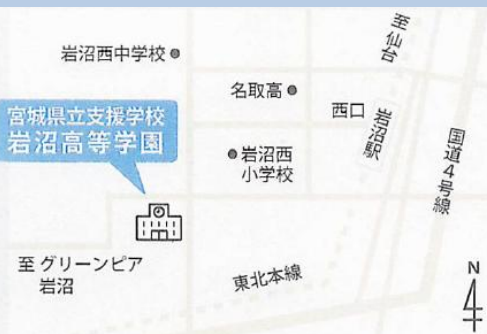 至仙台
岩沼西中学校
名取高
西口
岩沼駅
国道4号線
宮城県立支援学校
岩沼高等学園
岩沼西
小学校
至 グリーンピア
岩沼
東北本線
N